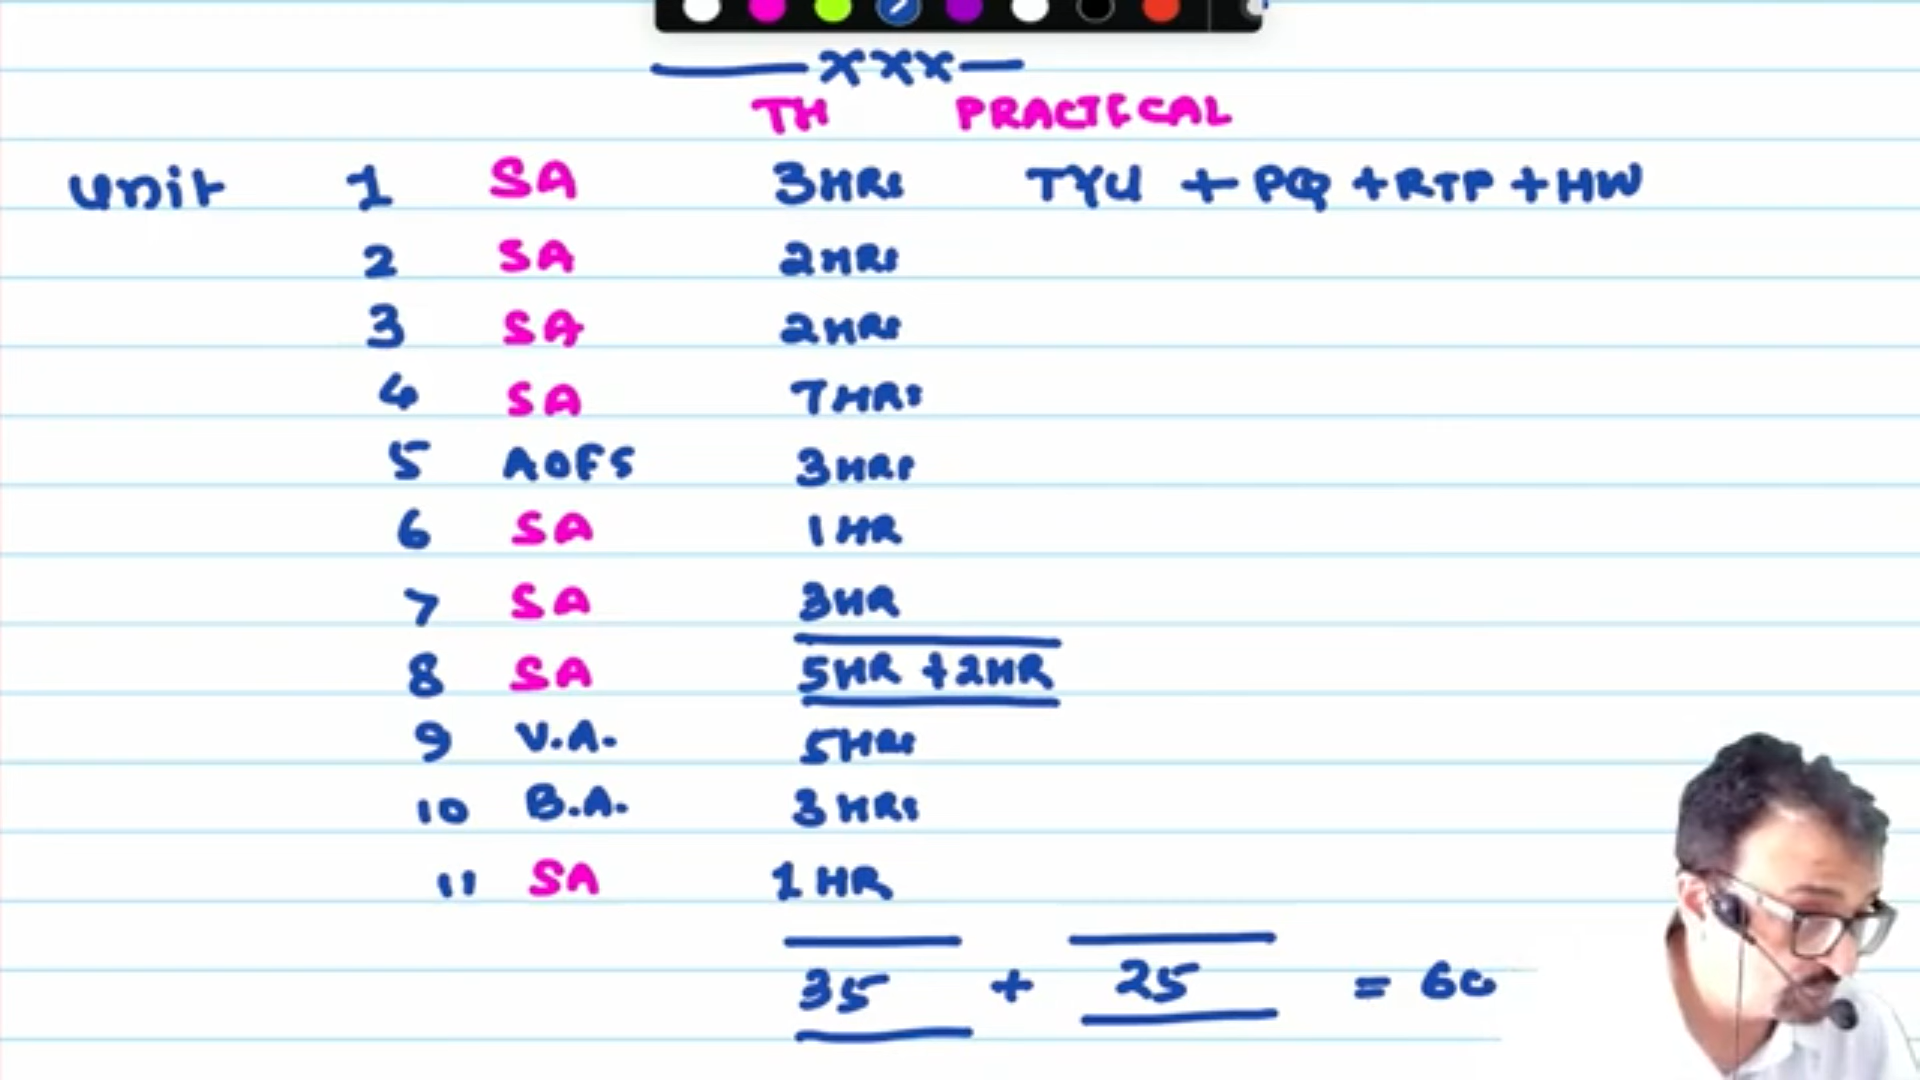 xxx
TH PRACTICAL
Unit 1 SA 3HRS TYU + PQ + RTP + HW
2 SA 2HRS
3 SA 2HRS
4 SA 7HRS
5 AOFS 3HRS
6 SA 1HR
7 SA 3HR
8 SA 5HR + 2HR
9 V.A. 5HRS
10 B.A. 3HRS
11 SA 1HR
35 + 25 = 60